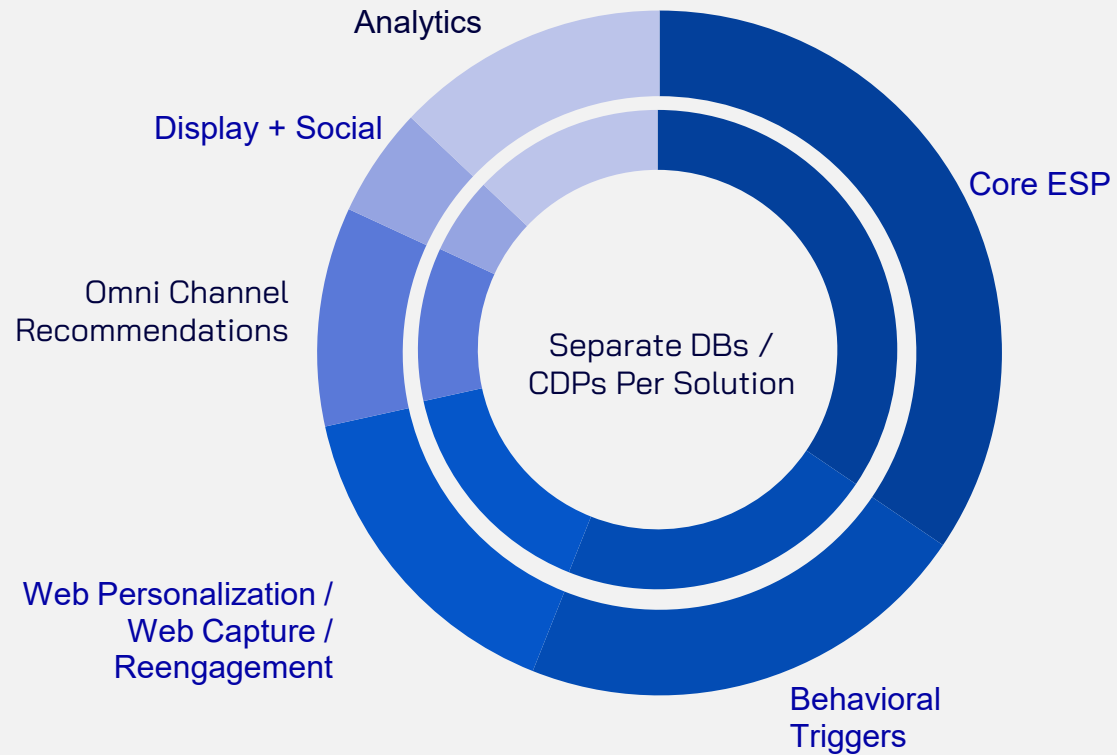 Analytics
Display + Social
Core ESP
Omni Channel
Recommendations
Separate DBs /
CDPs Per Solution
Web Personalization /
Web Capture /
Reengagement
Behavioral
Triggers